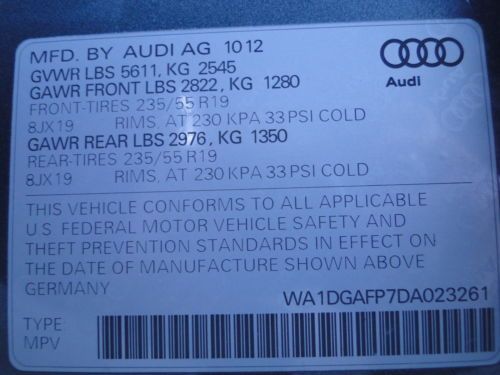 MFD. BY AUDI AG 1012
GVWR LBS 5611, KG 2545
GAWR FRONT LBS 2822, KG 1280
FRONT-TIRES 235/55 R19
8JX19 RIMS, AT 230 KPA 33 PSI COLD
GAWR REAR LBS 2976, KG 1350
REAR-TIRES 235/55 R19
8JX19 RIMS, AT 230 KPA 33 PSI COLD
Audi
THIS VEHICLE CONFORMS TO ALL APPLICABLE
U.S. FEDERAL MOTOR VEHICLE SAFETY AND
THEFT PREVENTION STANDARDS IN EFFECT ON
THE DATE OF MANUFACTURE SHOWN ABOVE
GERMANY
WA1DGAFP7DA023261
TYPE
MPV